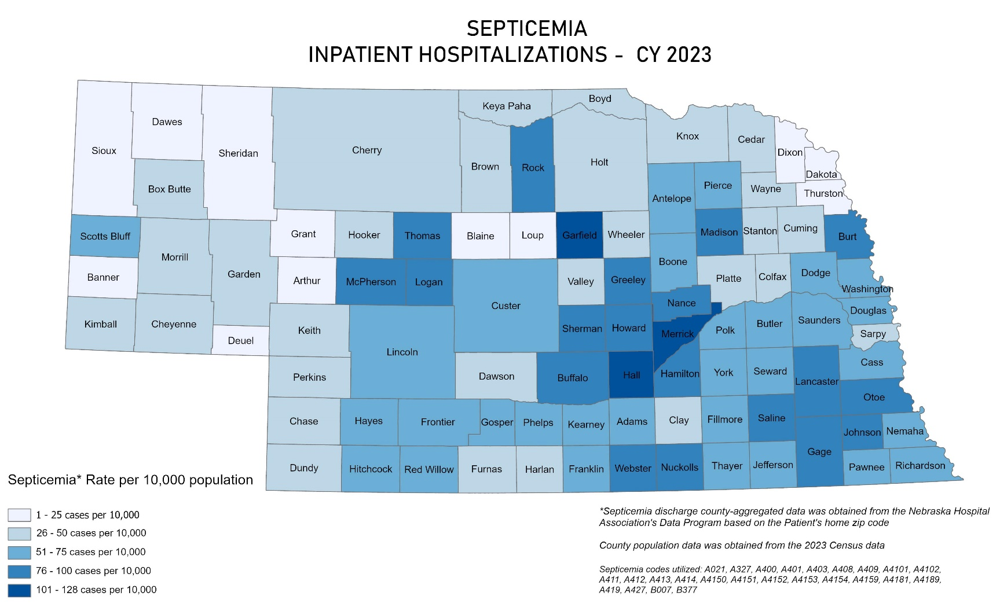 SEPTICEMIA
INPATIENT HOSPITALIZATIONS - CY 2023
Boyd
Keya Paha
Dawes
Knox
Cedar
Sioux
Sheridan
Cherry
Dixon
Brown
Rock
Holt
Dakota
Box Butte
Pierce
Wayne
Thurston
Antelope
Scotts Bluff
Grant
Hooker
Thomas
Blaine
Loup
Garfield
Wheeler
Madison
Stanton
Cuming
Burt
Morrill
Boone
Banner
Garden
Arthur
McPherson
Logan
Valley
Greeley
Platte
Colfax
Dodge
Washington
Custer
Nance
Douglas
Kimball
Cheyenne
Keith
Sherman
Howard
Merrick
Polk
Butler
Saunders
Sarpy
Deuel
Lincoln
Cass
Perkins
Dawson
Buffalo
Hall
Hamilton
York
Seward
Lancaster
Otoe
Chase
Hayes
Frontier
Gosper
Phelps
Kearney
Adams
Clay
Fillmore
Saline
Johnson
Nemaha
Gage
Dundy
Hitchcock
Red Willow
Furnas
Harlan
Franklin
Webster
Nuckolls
Thayer
Jefferson
Pawnee
Richardson
Septicemia* Rate per 10,000 population
1 - 25 cases per 10,000
26 - 50 cases per 10,000
51 - 75 cases per 10,000
76 - 100 cases per 10,000
101 - 128 cases per 10,000
*Septicemia discharge county-aggregated data was obtained from the Nebraska Hospital
Association's Data Program based on the Patient's home zip code
County population data was obtained from the 2023 Census data
Septicemia codes utilized: A021, A327, A400, A401, A403, A408, A409, A4101, A4102,
A411, A412, A413, A414, A4150, A4151, A4152, A4153, A4154, A4159, A4181, A4189,
A419, A427, B007, B377